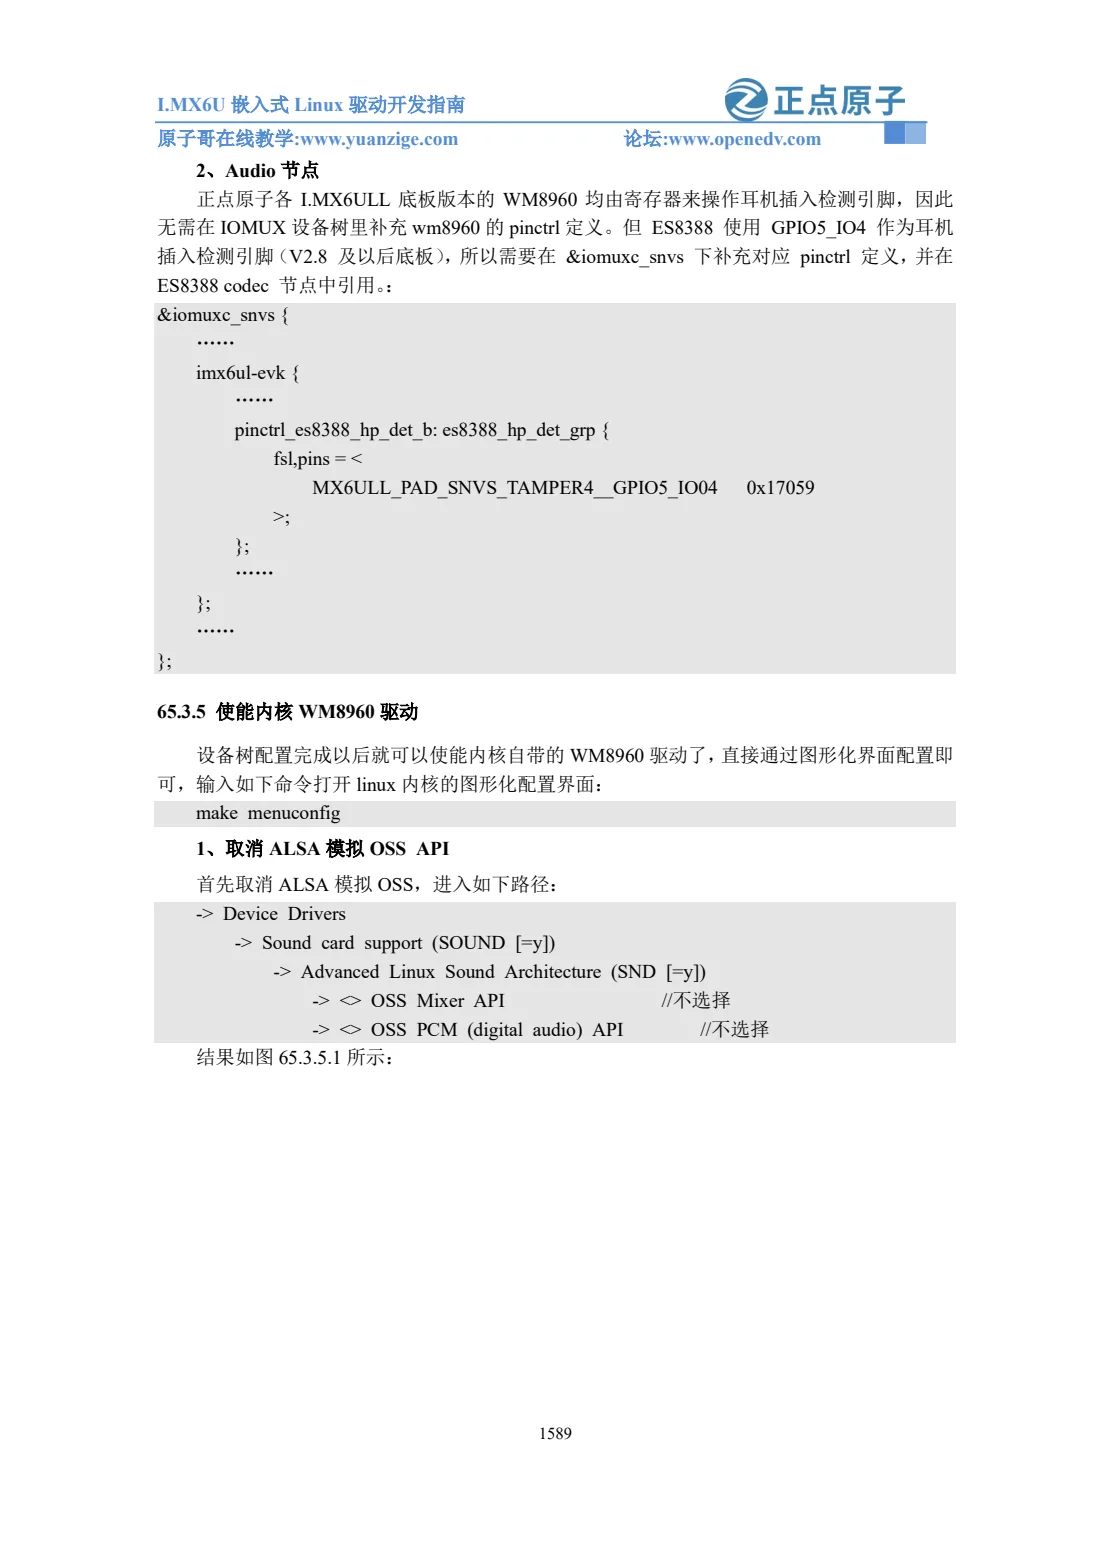 I.MX6U 嵌入式 Linux 驱动开发指南
正点原子
原子哥在线教学:www.yuanzige.com 论坛:www.openedv.com
2、Audio 节点
正点原子各 I.MX6ULL 底板版本的 WM8960 均由寄存器来操作耳机插入检测引脚，因此
无需在 IOMUX 设备树里补充 wm8960 的 pinctrl 定义。但 ES8388 使用 GPIO5_IO4 作为耳机
插入检测引脚（V2.8 及以后底板），所以需要在 &iomuxc_snvs 下补充对应 pinctrl 定义，并在
ES8388 codec 节点中引用。：
&iomuxc_snvs {
……
imx6ul-evk {
……
pinctrl_es8388_hp_det_b: es8388_hp_det_grp {
fsl,pins = <
MX6ULL_PAD_SNVS_TAMPER4__GPIO5_IO04 0x17059
>;
};
……
};
……
};
65.3.5 使能内核 WM8960 驱动
设备树配置完成以后就可以使能内核自带的 WM8960 驱动了，直接通过图形化界面配置即
可，输入如下命令打开 linux 内核的图形化配置界面：
make menuconfig
1、取消 ALSA 模拟 OSS API
首先取消 ALSA 模拟 OSS，进入如下路径：
-> Device Drivers
-> Sound card support (SOUND [=y])
-> Advanced Linux Sound Architecture (SND [=y])
-> <> OSS Mixer API //不选择
-> <> OSS PCM (digital audio) API //不选择
结果如图 65.3.5.1 所示：
1589